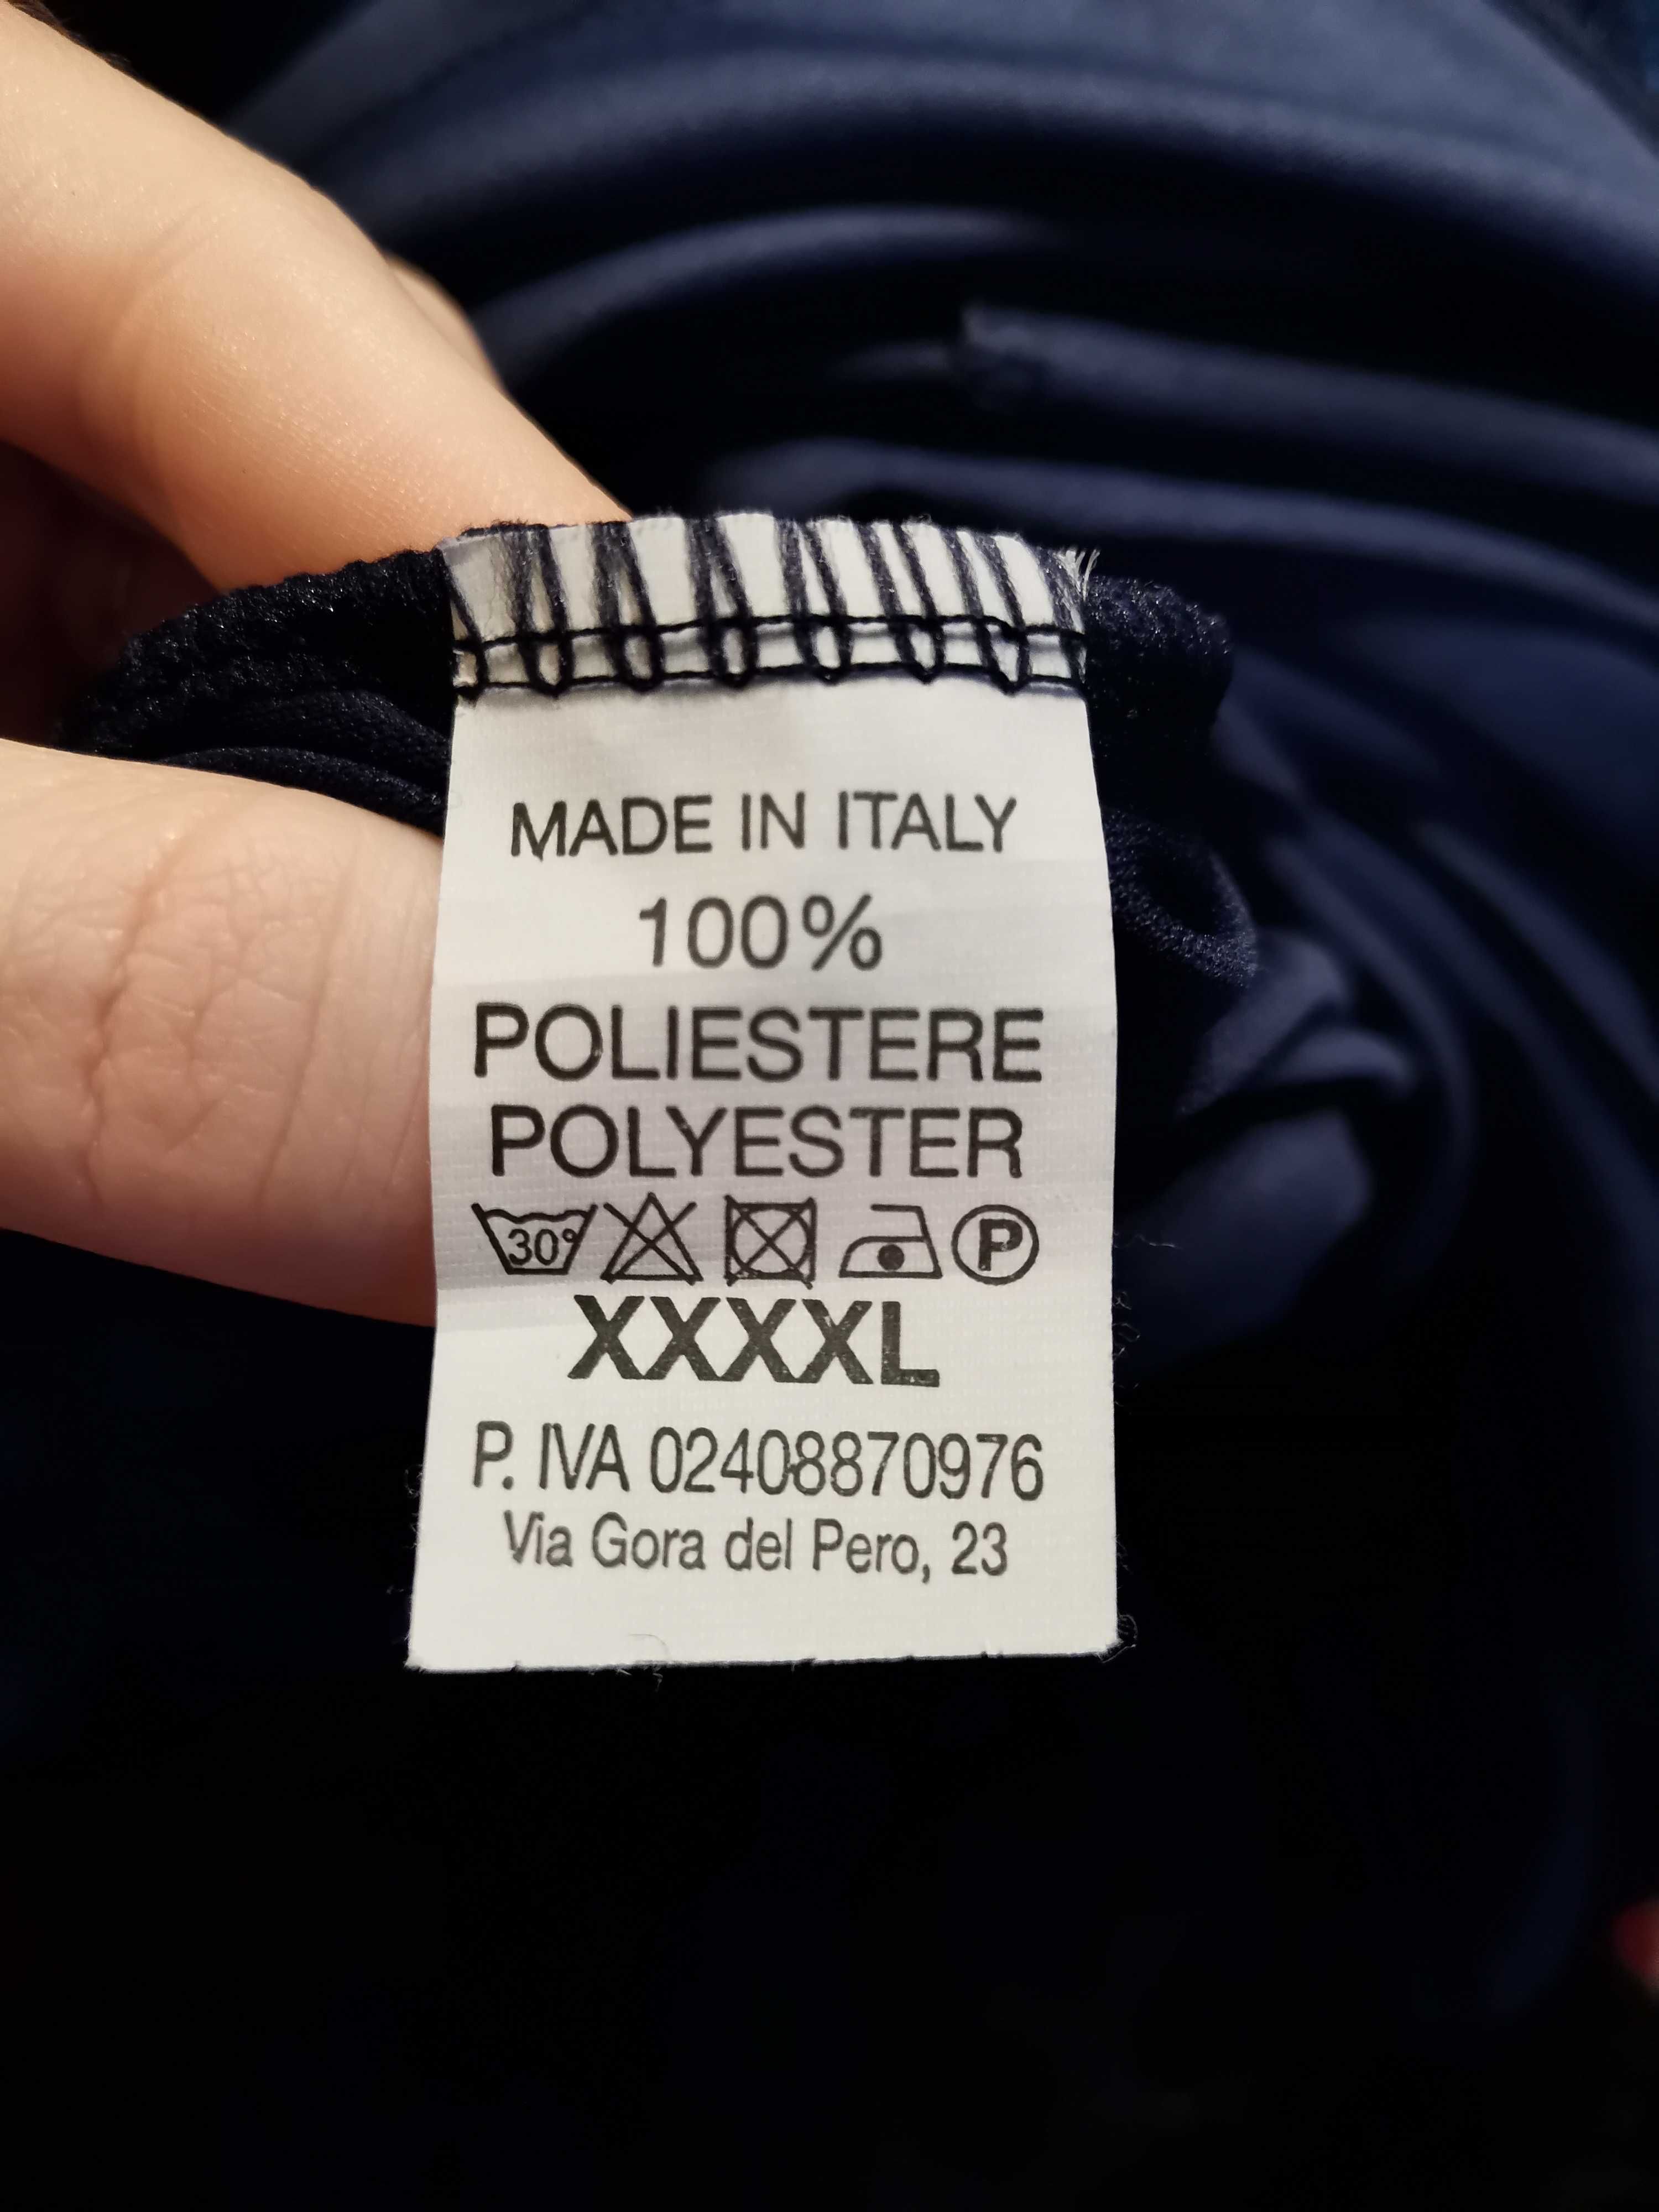 MADE IN ITALY
100%
POLIESTERE
POLYESTER
30° P
XXXXL
P. IVA 02408870976
Via Gora del Pero, 23